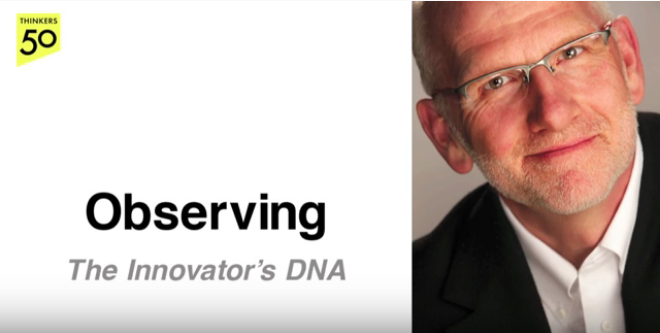 THINKERS
50
Observing
The Innovator's DNA